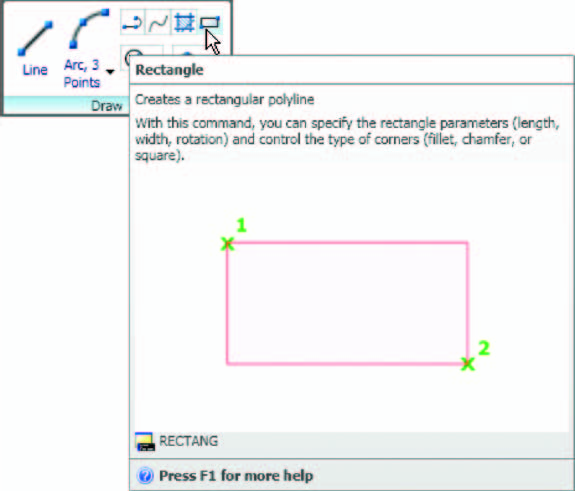 Line
Arc, 3
Points
Draw
Rectangle
Creates a rectangular polyline
With this command, you can specify the rectangle parameters (length,
width, rotation) and control the type of corners (fillet, chamfer, or
square).
1
2
RECTANG
Press F1 for more help